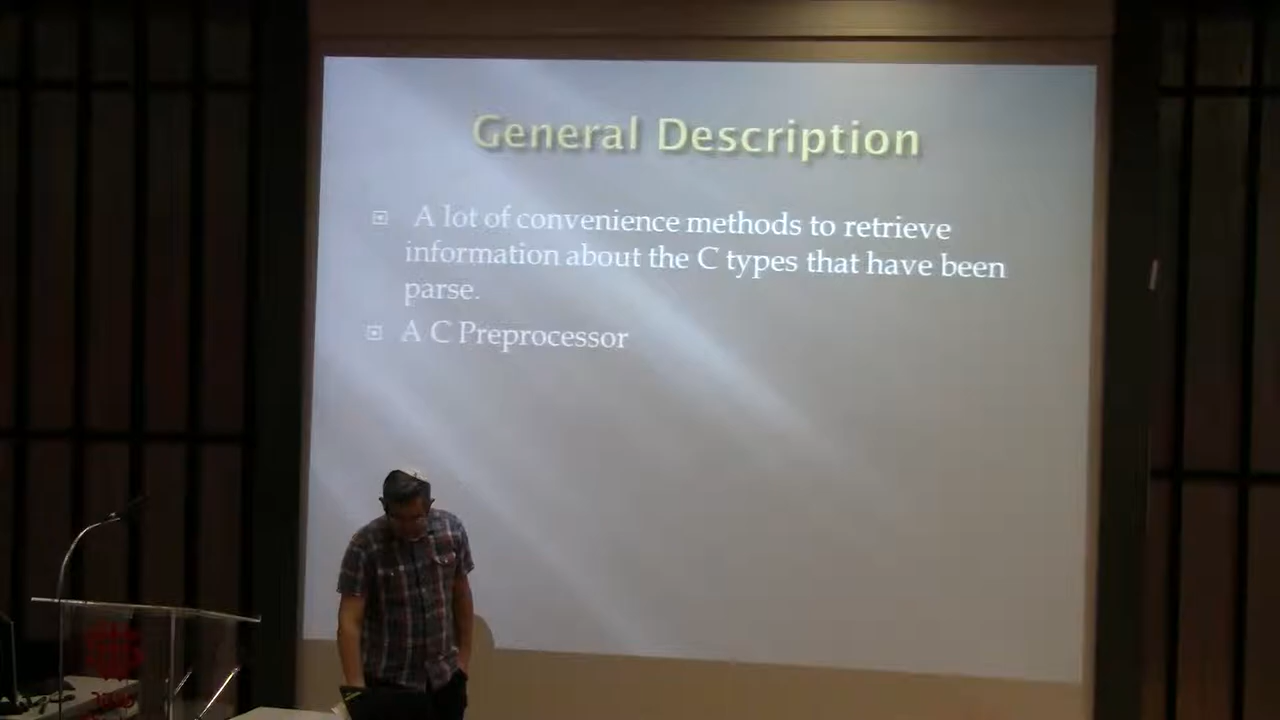 General Description
A lot of convenience methods to retrieve
information about the C types that have been
parse.
A C Preprocessor